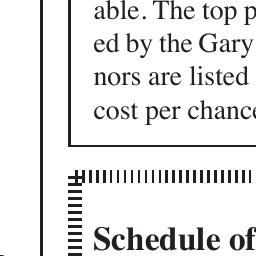 able. The top p
ed by the Gary
nors are listed
cost per chance
Schedule of